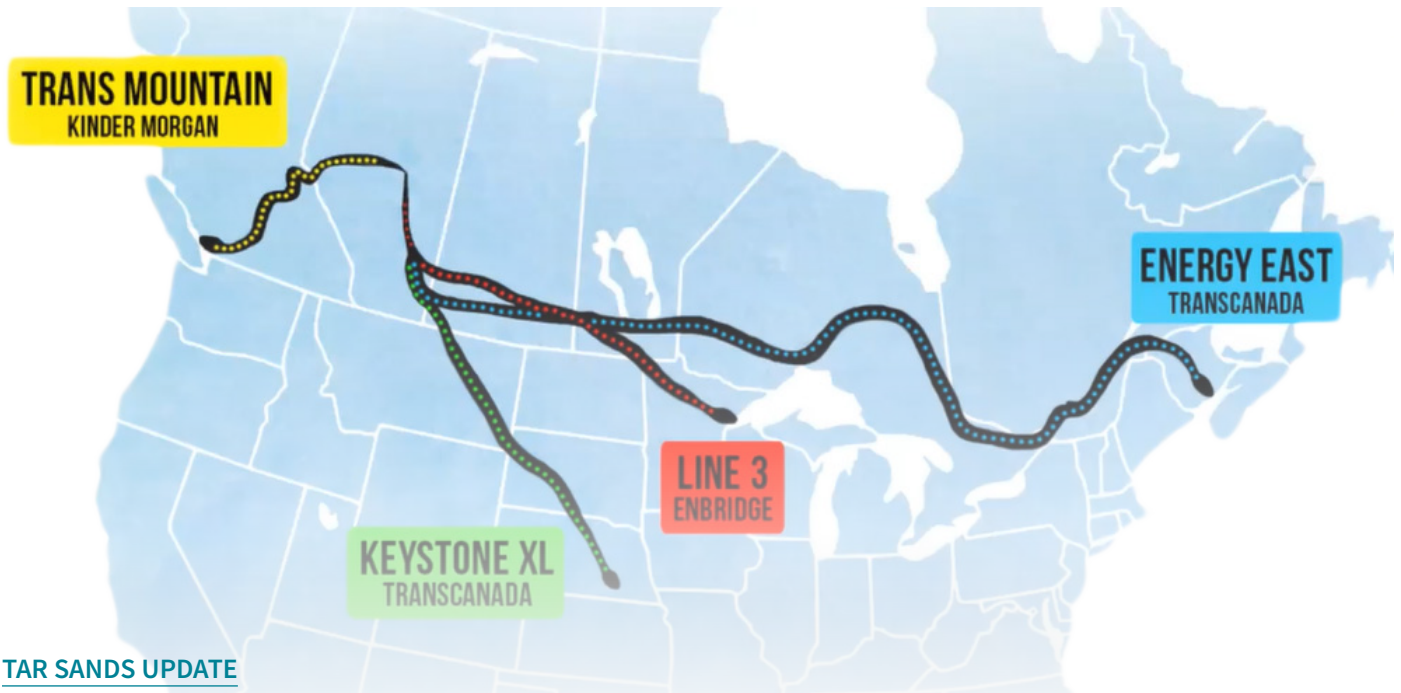 TRANS MOUNTAIN
KINDER MORGAN
ENERGY EAST
TRANSCANADA
LINE 3
ENBRIDGE
KEYSTONE XL
TRANSCANADA
TAR SANDS UPDATE